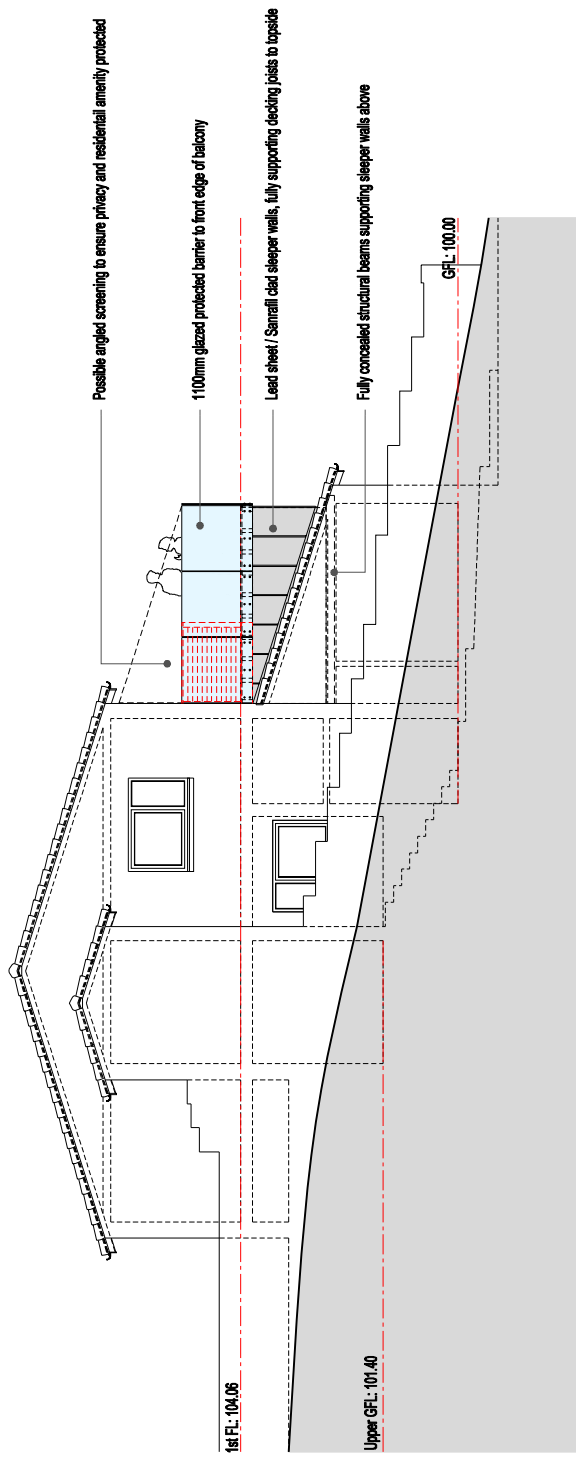 Possible angled screening to ensure privacy and residentail amenity protected
1100mm glazed protected barrier to front edge of balcony
Lead sheet / Sanrafil clad sleeper walls, fully supporting decking joists to topside
Fully concealed structural beams supporting sleeper walls above
GFL: 100.00
1st FL: 104.06
Upper GFL: 101.40